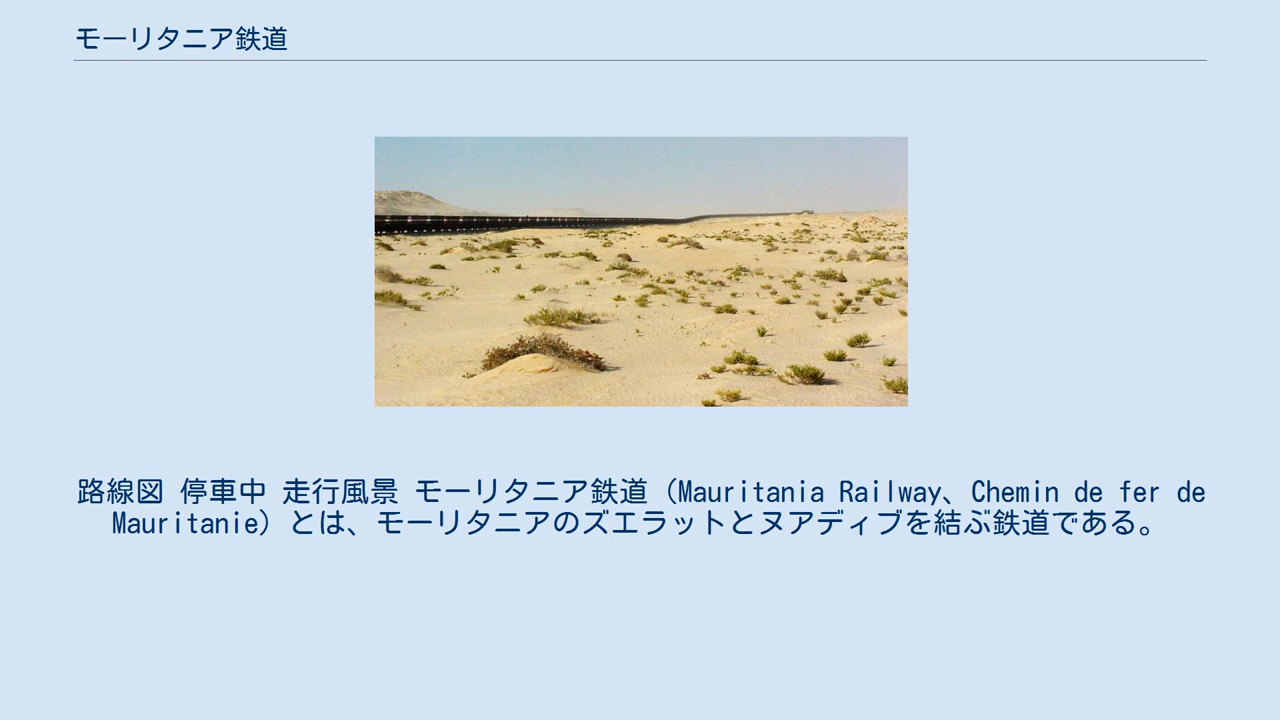 モーリタニア鉄道
路線図 停車中 走行風景 モーリタニア鉄道（Mauritania Railway、Chemin de fer de
Mauritanie）とは、モーリタニアのズエラットとヌアディブを結ぶ鉄道である。